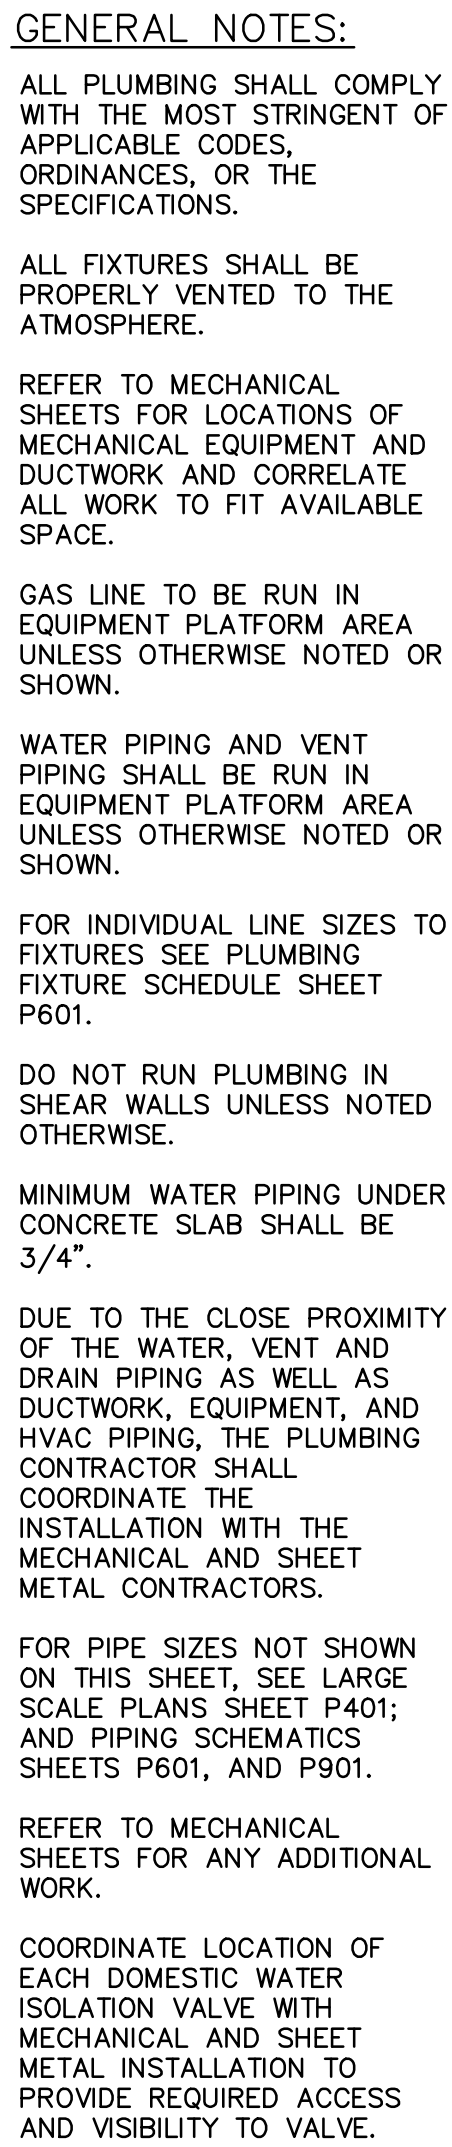 GENERAL NOTES:
ALL PLUMBING SHALL COMPLY
WITH THE MOST STRINGENT OF
APPLICABLE CODES,
ORDINANCES, OR THE
SPECIFICATIONS.
ALL FIXTURES SHALL BE
PROPERLY VENTED TO THE
ATMOSPHERE.
REFER TO MECHANICAL
SHEETS FOR LOCATIONS OF
MECHANICAL EQUIPMENT AND
DUCTWORK AND CORRELATE
ALL WORK TO FIT AVAILABLE
SPACE.
GAS LINE TO BE RUN IN
EQUIPMENT PLATFORM AREA
UNLESS OTHERWISE NOTED OR
SHOWN.
WATER PIPING AND VENT
PIPING SHALL BE RUN IN
EQUIPMENT PLATFORM AREA
UNLESS OTHERWISE NOTED OR
SHOWN.
FOR INDIVIDUAL LINE SIZES TO
FIXTURES SEE PLUMBING
FIXTURE SCHEDULE SHEET
P601.
DO NOT RUN PLUMBING IN
SHEAR WALLS UNLESS NOTED
OTHERWISE.
MINIMUM WATER PIPING UNDER
CONCRETE SLAB SHALL BE
3/4”.
DUE TO THE CLOSE PROXIMITY
OF THE WATER, VENT AND
DRAIN PIPING AS WELL AS
DUCTWORK, EQUIPMENT, AND
HVAC PIPING, THE PLUMBING
CONTRACTOR SHALL
COORDINATE THE
INSTALLATION WITH THE
MECHANICAL AND SHEET
METAL CONTRACTORS.
FOR PIPE SIZES NOT SHOWN
ON THIS SHEET, SEE LARGE
SCALE PLANS SHEET P401;
AND PIPING SCHEMATICS
SHEETS P601, AND P901.
REFER TO MECHANICAL
SHEETS FOR ANY ADDITIONAL
WORK.
COORDINATE LOCATION OF
EACH DOMESTIC WATER
ISOLATION VALVE WITH
MECHANICAL AND SHEET
METAL INSTALLATION TO
PROVIDE REQUIRED ACCESS
AND VISIBILITY TO VALVE.